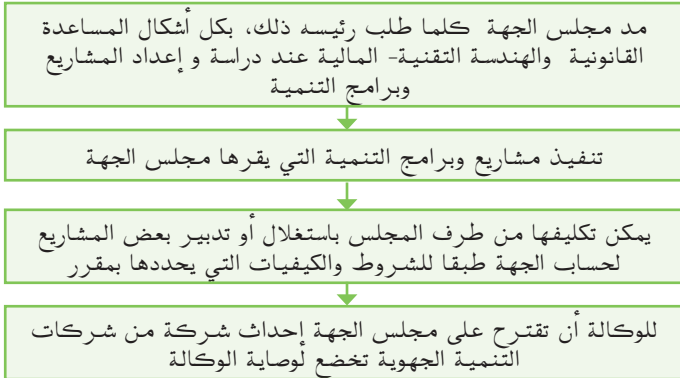 مد مجلس الجهة كلما طلب رئيسه ذلك، بكل أشكال المساعدة
القانونية والهندسة التقنية- المالية عند دراسة و إعداد المشاريع
وبرامج التنمية
تنفيذ مشاريع وبرامج التنمية التي يقرها مجلس الجهة
يمكن تكليفها من طرف المجلس باستغلال أو تدبير بعض المشاريع
لحساب الجهة طبقا للشروط والكيفيات التي يحددها بمقرر
للوكالة أن تقترح على مجلس الجهة إحداث شركة من شركات
التنمية الجهوية تخضع لوصاية الوكالة